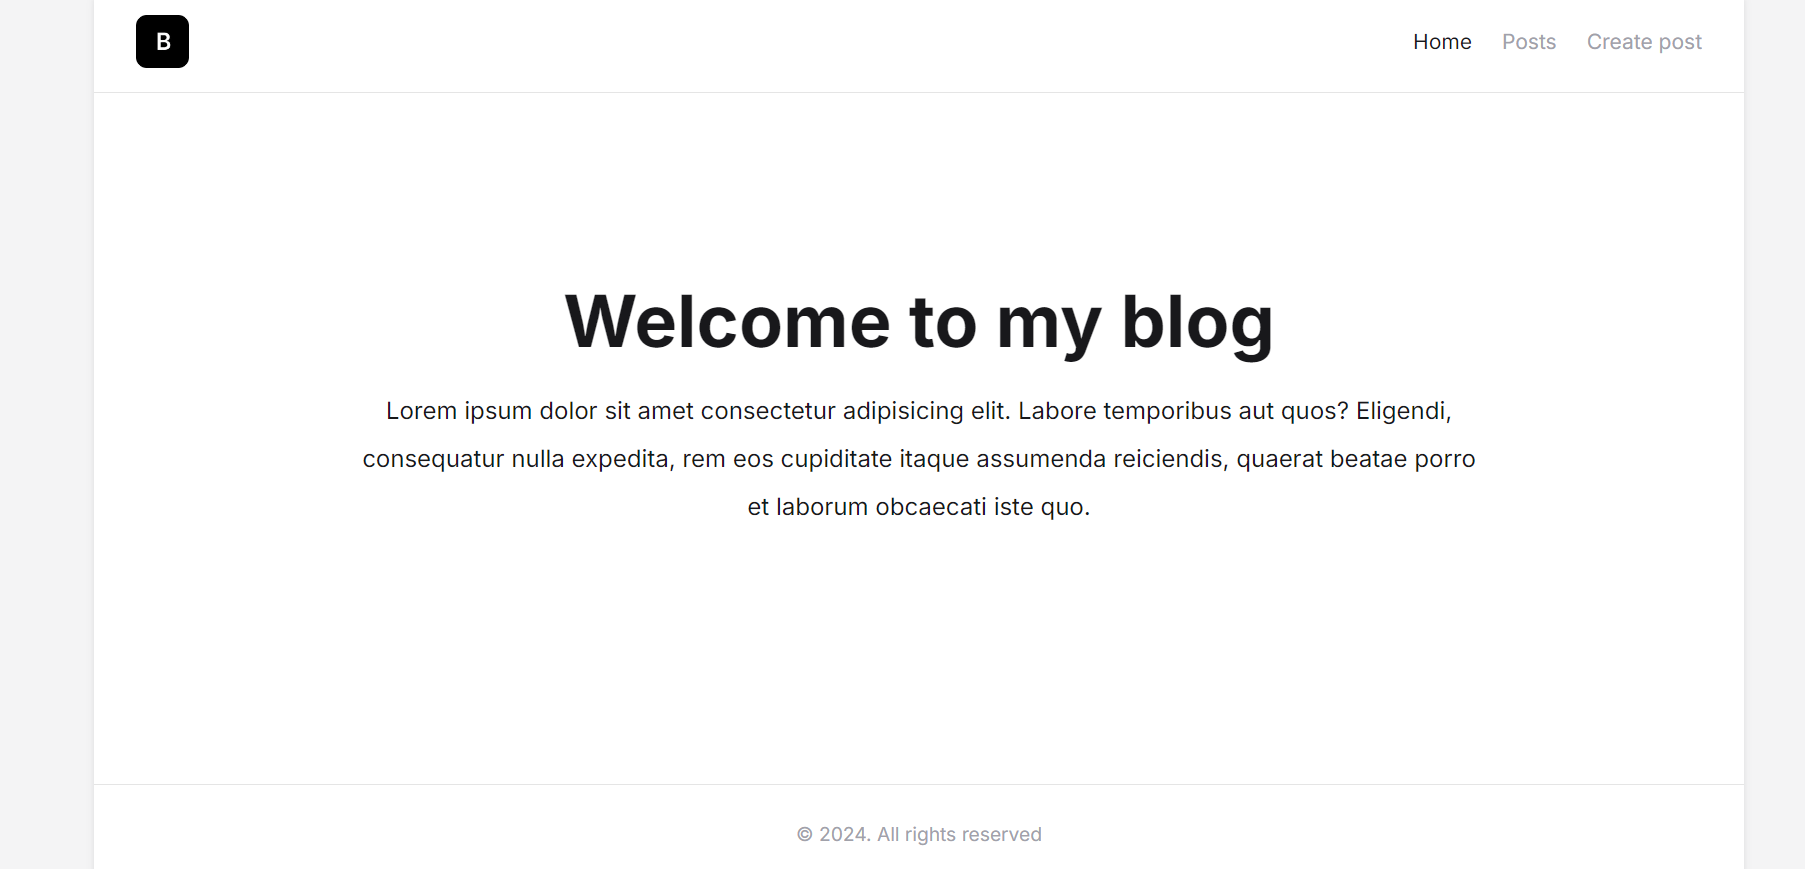 B
Home Posts Create post
Welcome to my blog
Lorem ipsum dolor sit amet consectetur adipisicing elit. Labore temporibus aut quos? Eligendi,
consequatur nulla expedita, rem eos cupiditate itaque assumenda reiciendis, quaerat beatae porro
et laborum obcaecati iste quo.
© 2024. All rights reserved